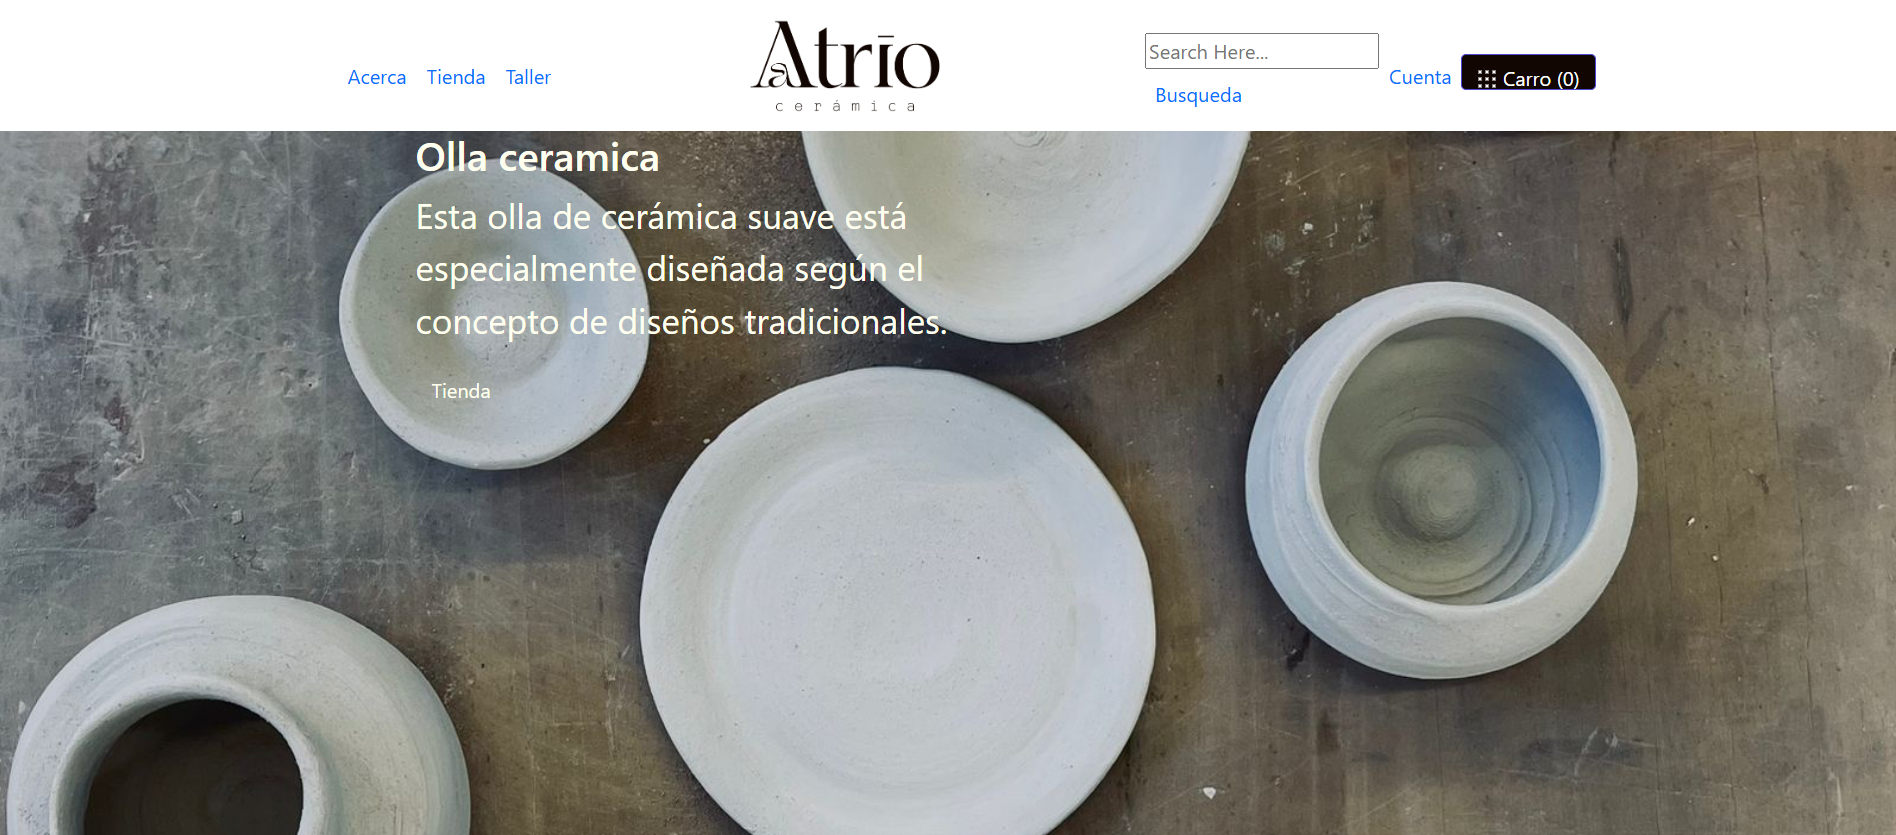 Acerca Tienda Taller
Atrīo
cerámica
Search Here...
Busqueda
Cuenta
Carro (0)
Olla ceramica
Esta olla de cerámica suave está
especialmente diseñada según el
concepto de diseños tradicionales.
Tienda